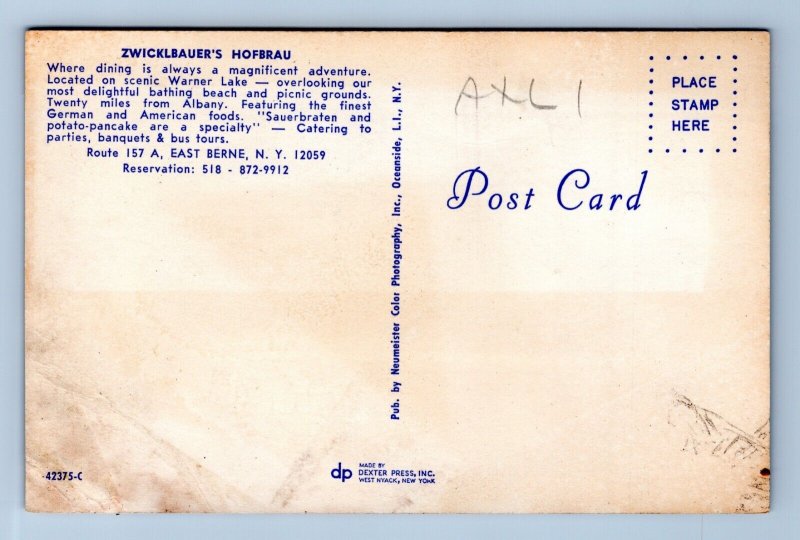 ZWICKLBAUER'S HOFBRAU
Where dining is always a magnificent adventure.
Located on scenic Warner Lake — overlooking our
most delightful bathing beach and picnic grounds.
Twenty miles from Albany. Featuring the finest
German and American foods. "Sauerbraten and
potato-pancake are a specialty" — Catering to
parties, banquets & bus tours.
Route 157 A, EAST BERNE, N. Y. 12059
Reservation: 518 - 872-9912
Pub. by Neumeister Color Photography, Inc., Oceanside, L.I., N.Y.
AXL1
PLACE
STAMP
HERE
Post Card
42375-C
dp
MADE BY
DEXTER PRESS, INC.
WEST NYACK, NEW YORK